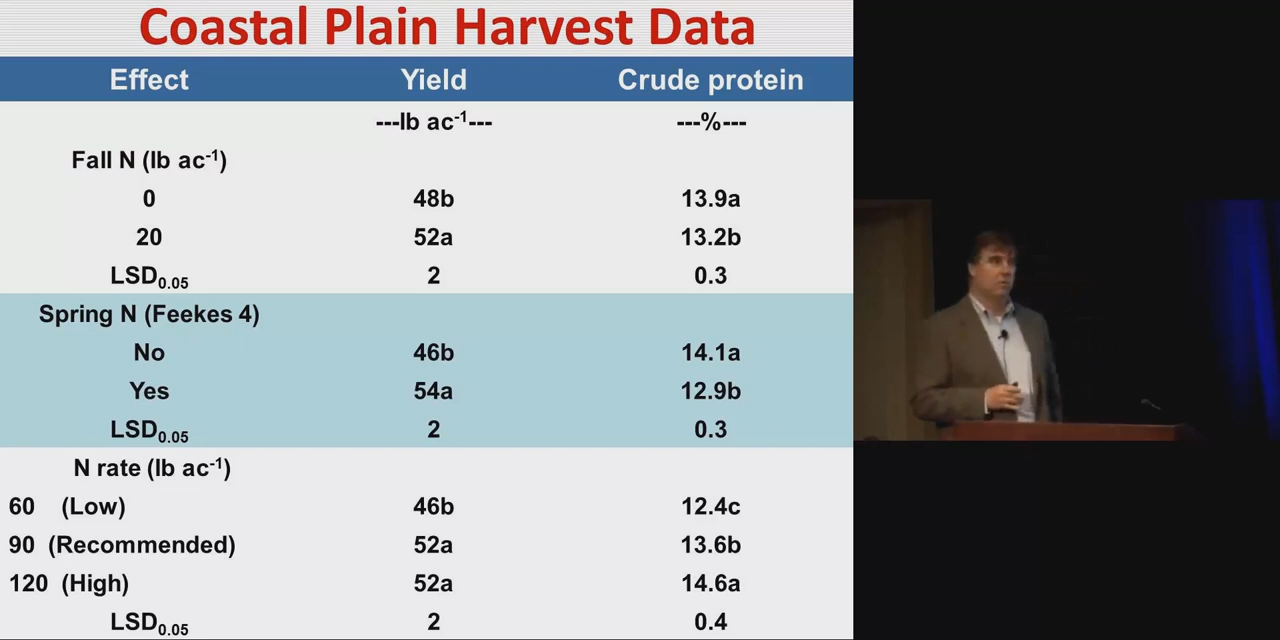 Coastal Plain Harvest Data
Effect Yield Crude protein
---lb ac⁻¹--- ---%---
Fall N (lb ac⁻¹)
0 48b 13.9a
20 52a 13.2b
LSD₀.₀₅ 2 0.3
Spring N (Feekes 4)
No 46b 14.1a
Yes 54a 12.9b
LSD₀.₀₅ 2 0.3
N rate (lb ac⁻¹)
60 (Low) 46b 12.4c
90 (Recommended) 52a 13.6b
120 (High) 52a 14.6a
LSD₀.₀₅ 2 0.4